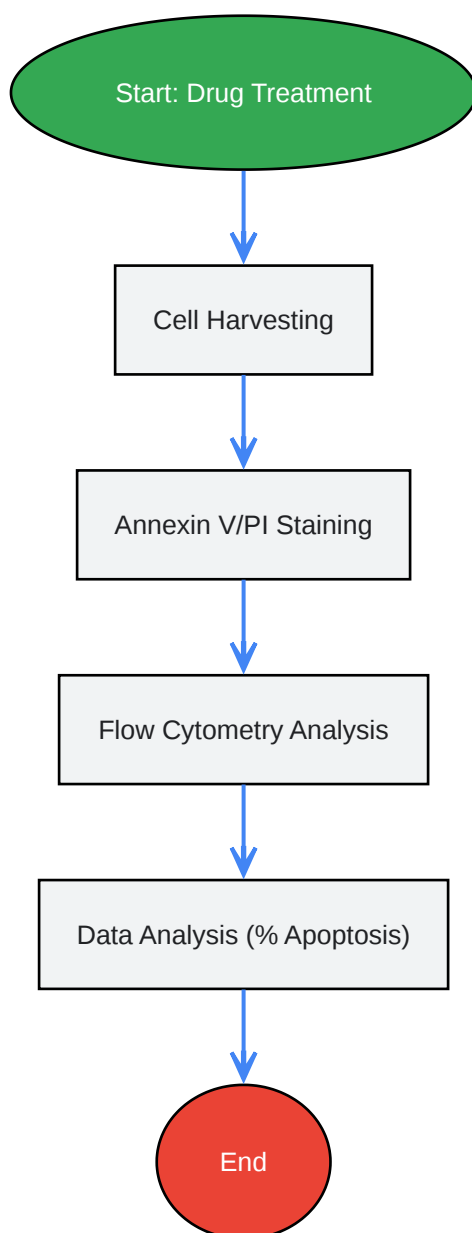 Start: Drug Treatment
Cell Harvesting
Annexin V/PI Staining
Flow Cytometry Analysis
Data Analysis (% Apoptosis)
End